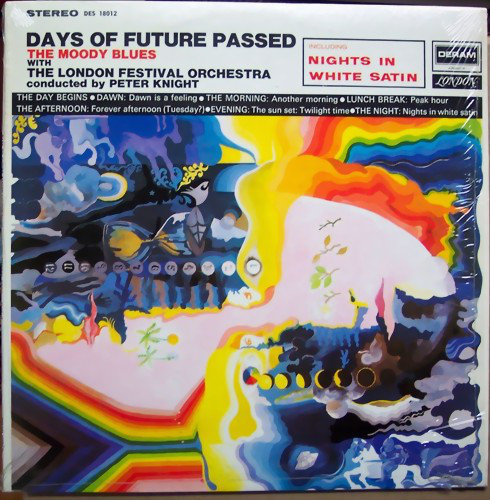 STEREO DES 18012
DAYS OF FUTURE PASSED
THE MOODY BLUES
WITH
THE LONDON FESTIVAL ORCHESTRA
conducted by PETER KNIGHT
INCLUDING
NIGHTS IN
WHITE SATIN
DERAM
LONDON
THE DAY BEGINS ● DAWN: Dawn is a feeling ● THE MORNING: Another morning ● LUNCH BREAK: Peak hour
THE AFTERNOON: Forever afternoon (Tuesday?) ● EVENING: The sun set: Twilight time ● THE NIGHT: Nights in white satin